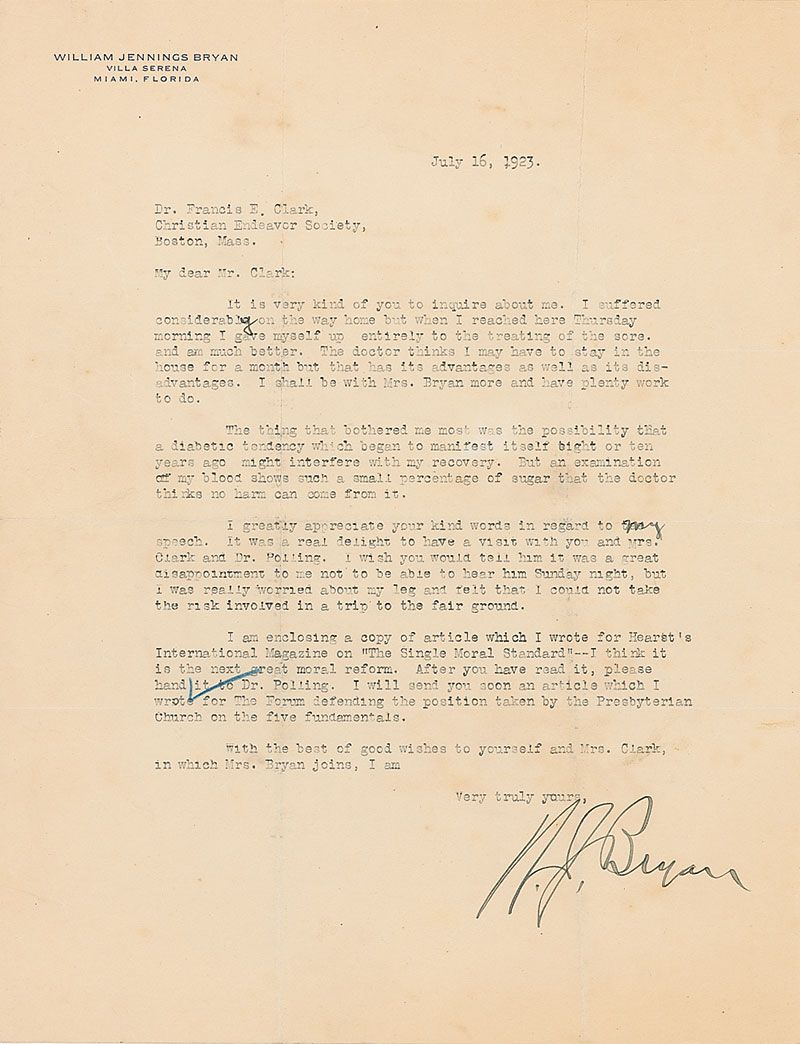 WILLIAM JENNINGS BRYAN
VILLA SERENA
MIAMI, FLORIDA
July 16, 1923.
Dr. Francis E. Clark,
Christian Endeavor Society,
Boston, Mass.
My dear Mr. Clark:
It is very kind of you to inquire about me. I suffered
considerably on the way home but when I reached here Thursday
morning I gave myself up entirely to the treating of the sore.
and am much better. The doctor thinks I may have to stay in the
house for a month but that has its advantages as well as its dis-
advantages. I shall be with Mrs. Bryan more and have plenty work
to do.
The thing that bothered me most was the possibility that
a diabetic tendency which began to manifest itself eight or ten
years ago might interfere with my recovery. But an examination
of my blood shows such a small percentage of sugar that the doctor
thinks no harm can come from it.
I greatly appreciate your kind words in regard to my
speech. It was a real delight to have a visit with you and Mrs.
Clark and Dr. Polling. I wish you would tell him it was a great
disappointment to me not to be able to hear him Sunday night, but
I was really worried about my leg and felt that I could not take
the risk involved in a trip to the fair ground.
I am enclosing a copy of article which I wrote for Hearst's
International Magazine on "The Single Moral Standard"--I think it
is the next great moral reform. After you have read it, please
hand it to Dr. Polling. I will send you soon an article which I
wrote for The Forum defending the position taken by the Presbyterian
Church on the five fundamentals.
With the best of good wishes to yourself and Mrs. Clark,
in which Mrs. Bryan joins, I am
Very truly yours,
W. J. Bryan